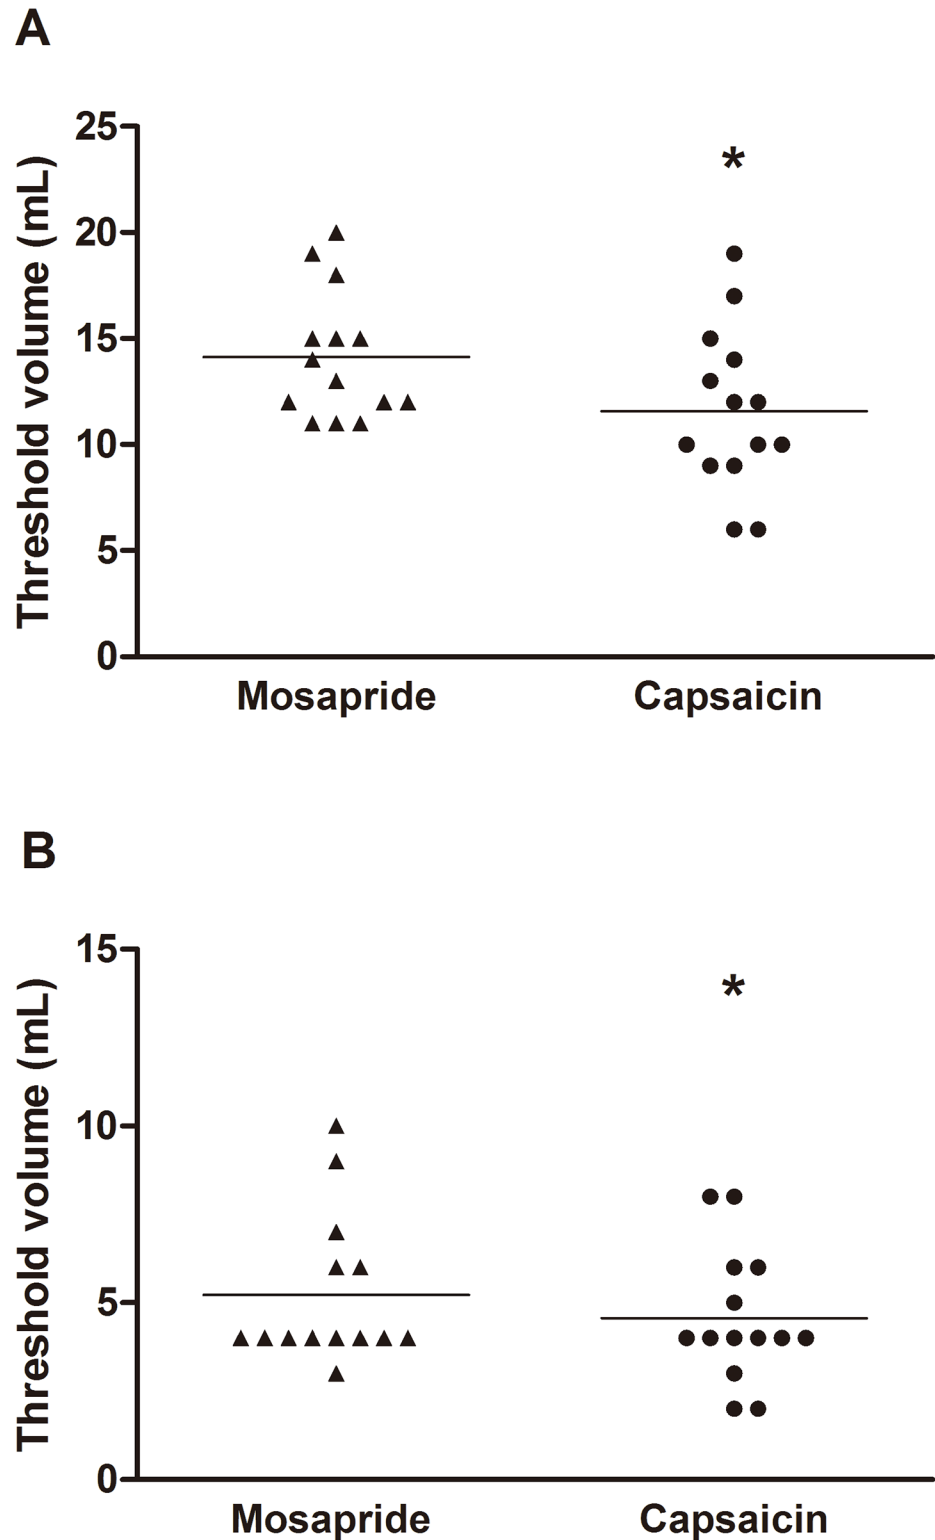 A
Threshold volume (mL)
25
20
15
10
5
0
*
Mosapride
Capsaicin
B
Threshold volume (mL)
15
10
5
0
*
Mosapride
Capsaicin